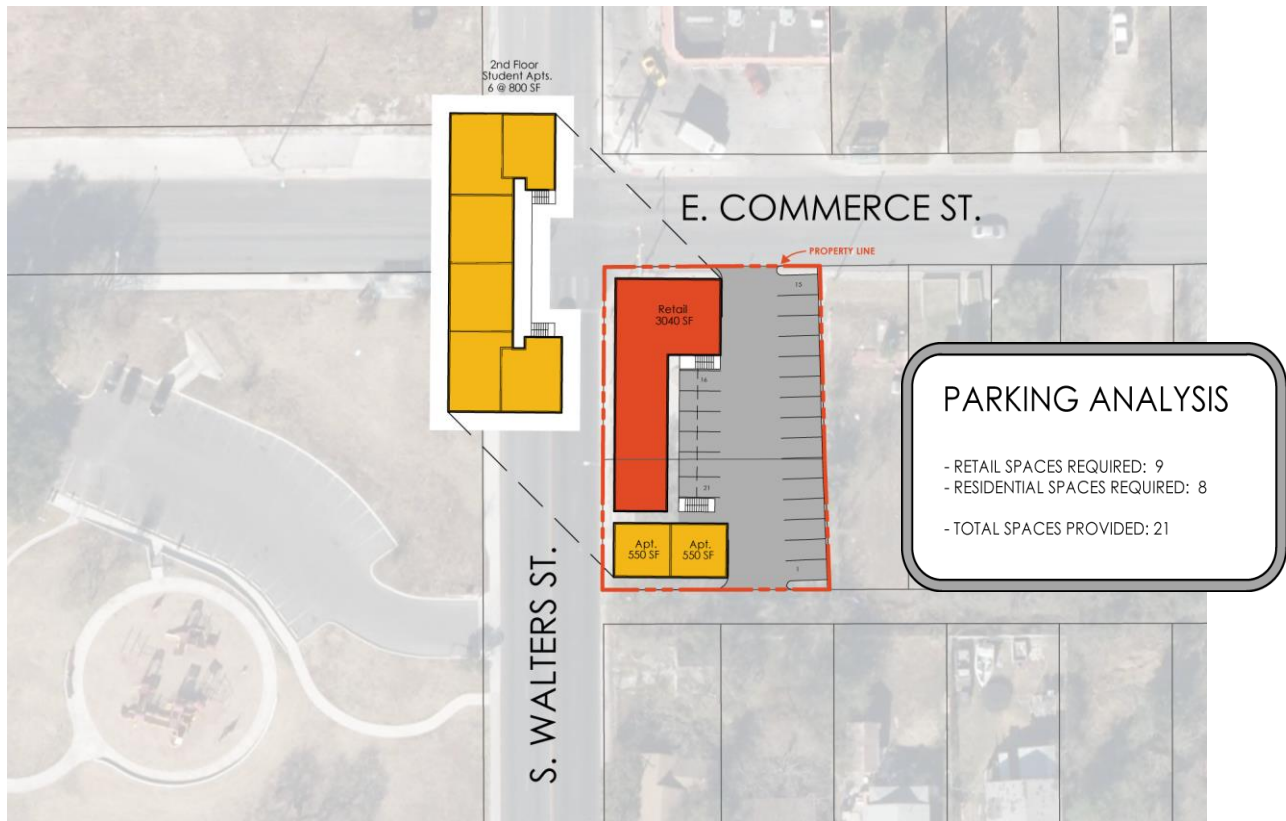 2nd Floor
Student Apts.
6 @ 800 SF
E. COMMERCE ST.
PROPERTY LINE
15
Retail
3040 SF
16
21
Apt.
550 SF
Apt.
550 SF
1
S. WALTERS ST.
PARKING ANALYSIS
- RETAIL SPACES REQUIRED: 9
- RESIDENTIAL SPACES REQUIRED: 8
- TOTAL SPACES PROVIDED: 21